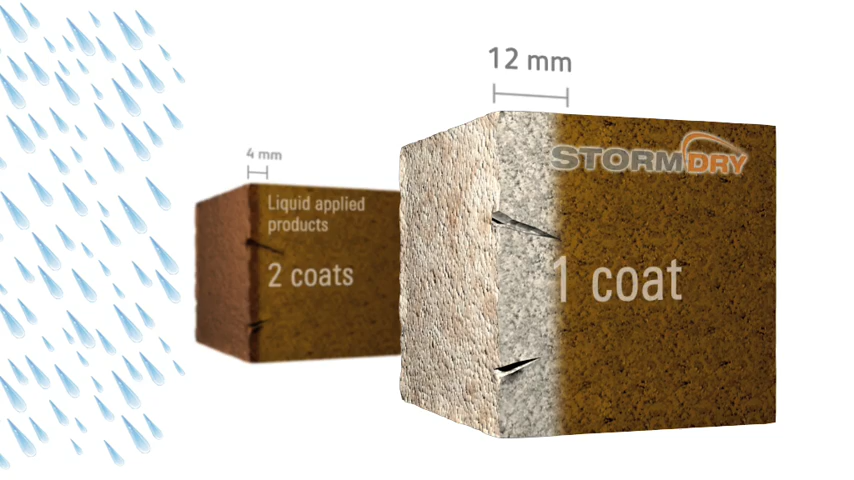 12 mm
4 mm
STORMDRY
Liquid applied
products
2 coats
1 coat